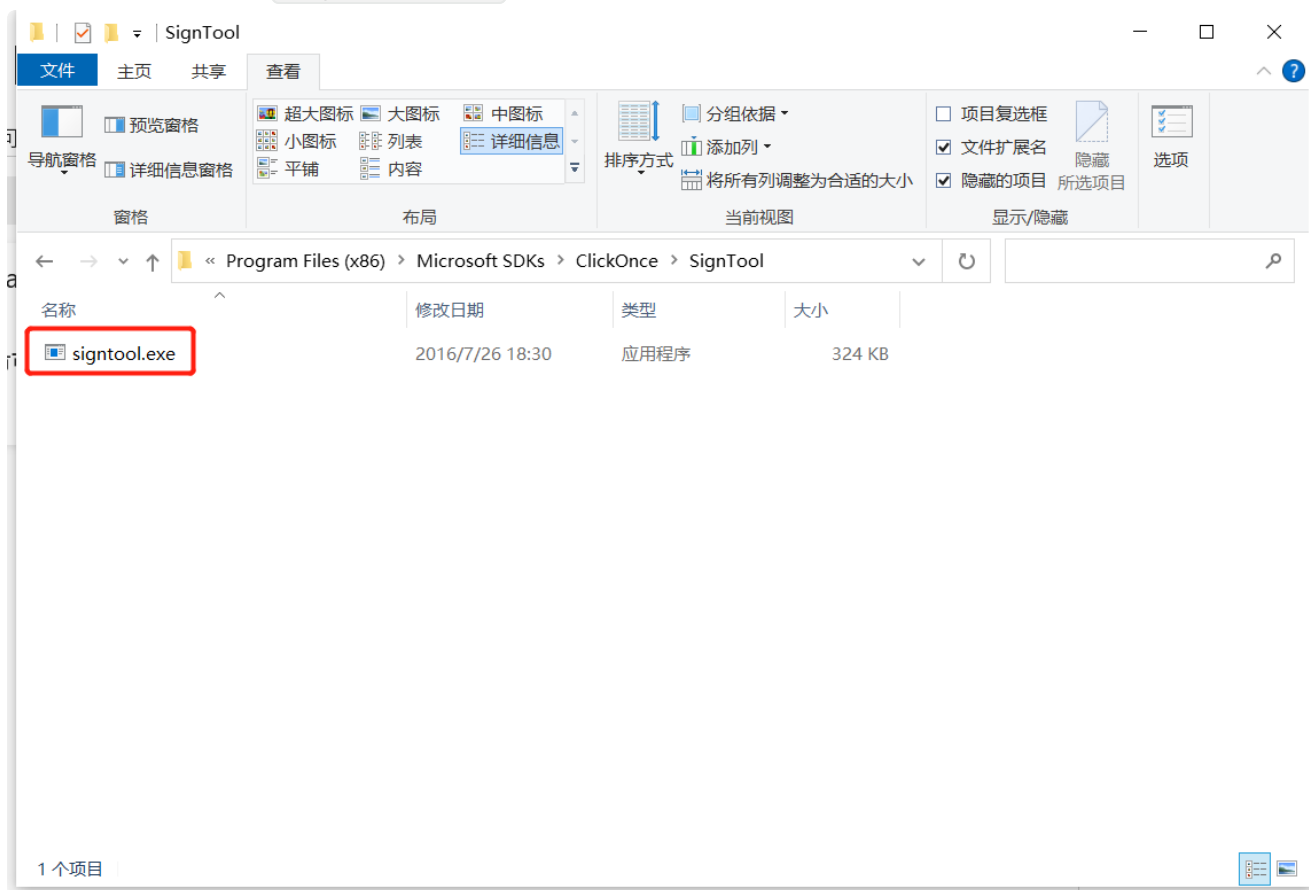 SignTool
文件 主页 共享 查看
导航窗格 预览窗格 详细信息窗格
窗格
超大图标 大图标 中图标
小图标 列表 详细信息
平铺 内容
布局
排序方式 分组依据
添加列
将所有列调整为合适的大小
当前视图
项目复选框
文件扩展名
隐藏的项目
隐藏
所选项目
显示/隐藏
选项
« Program Files (x86) > Microsoft SDKs > ClickOnce > SignTool
名称 修改日期 类型 大小
signtool.exe 2016/7/26 18:30 应用程序 324 KB
1 个项目